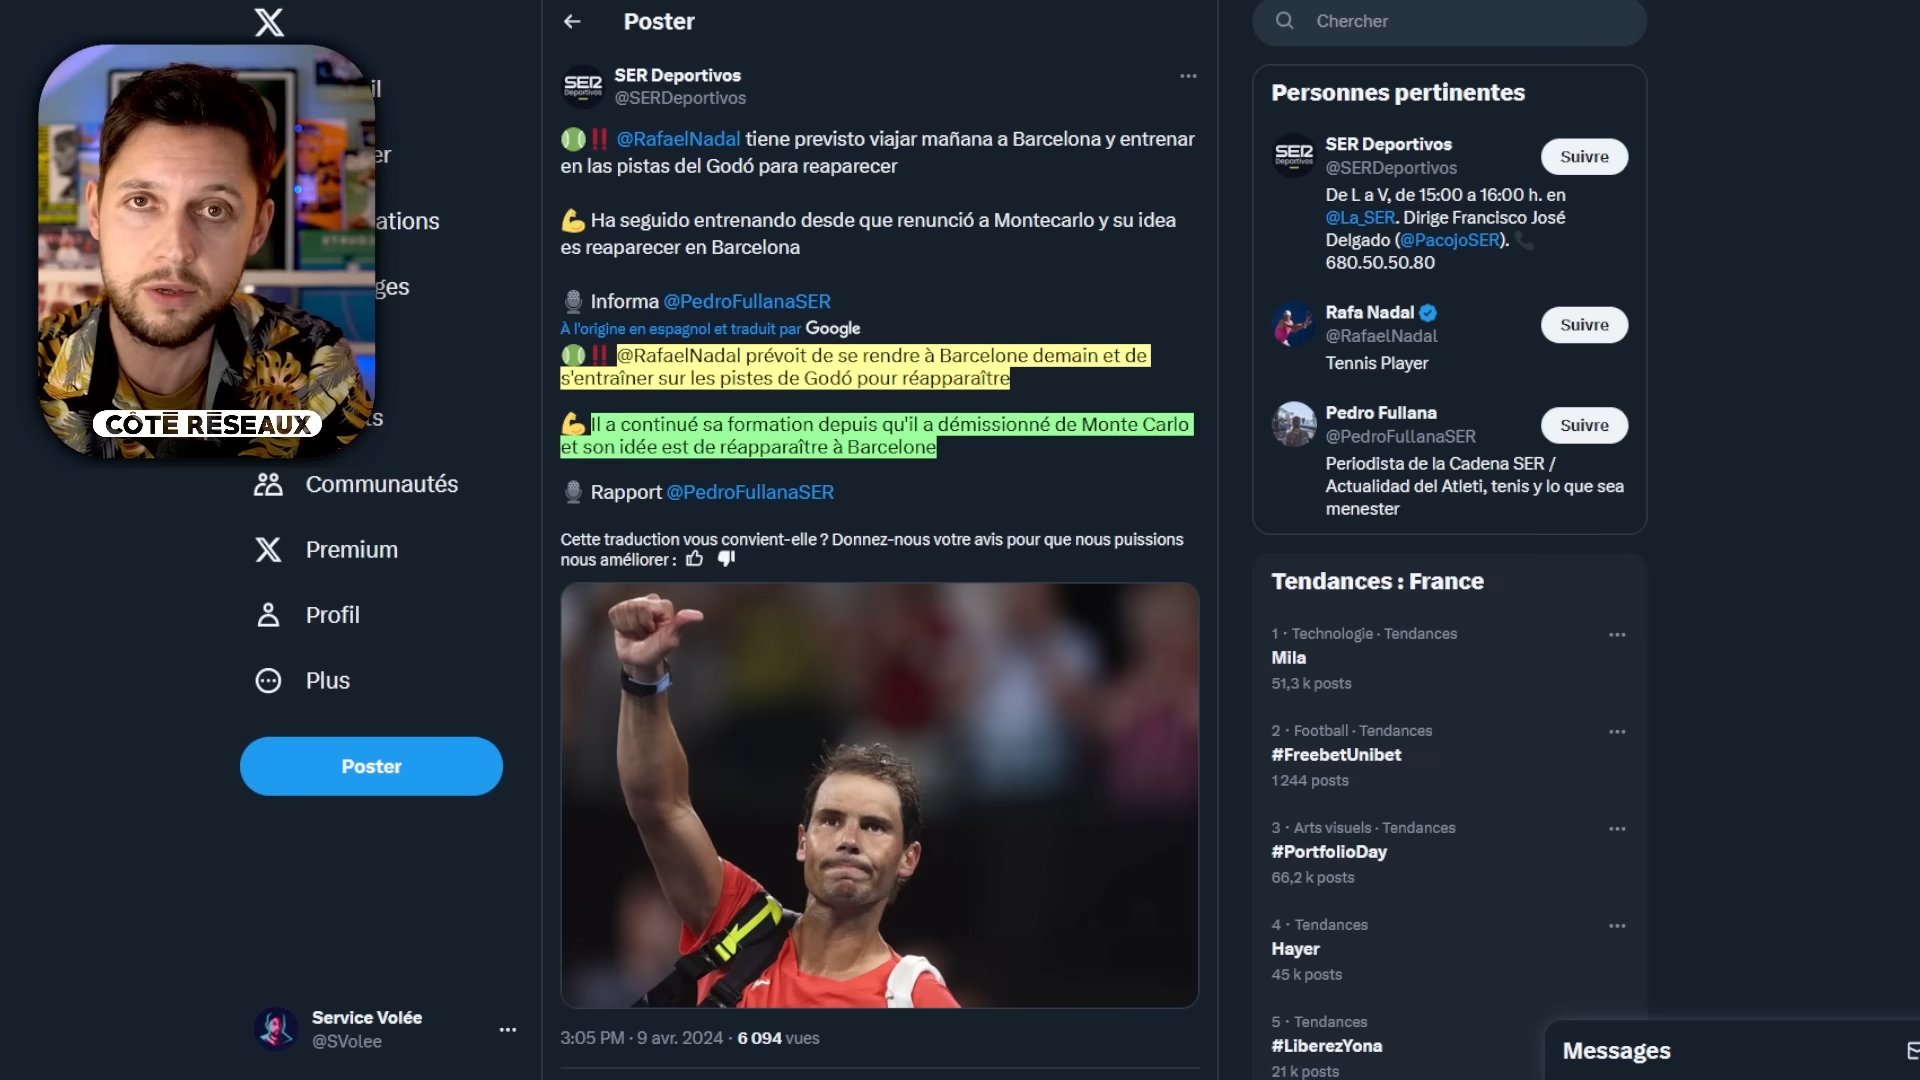 CÔTÉ RÉSEAUX
il
er
ations
ges
ts
Communautés
Premium
Profil
Plus
Poster
Service Volée
@SVolee
Poster
SER Deportivos
@SERDeportivos
@RafaelNadal tiene previsto viajar mañana a Barcelona y entrenar
en las pistas del Godó para reaparecer
Ha seguido entrenando desde que renunció a Montecarlo y su idea
es reaparecer en Barcelona
Informa @PedroFullanaSER
À l'origine en espagnol et traduit par Google
@RafaelNadal prévoit de se rendre à Barcelone demain et de
s'entraîner sur les pistes de Godó pour réapparaître
Il a continué sa formation depuis qu'il a démissionné de Monte Carlo
et son idée est de réapparaître à Barcelone
Rapport @PedroFullanaSER
Cette traduction vous convient-elle ? Donnez-nous votre avis pour que nous puissions
nous améliorer :
3:05 PM · 9 avr. 2024 · 6 094 vues
Chercher
Personnes pertinentes
SER Deportivos
@SERDeportivos
Suivre
De L a V, de 15:00 a 16:00 h. en
@La_SER. Dirige Francisco José
Delgado (@PacojoSER).
680.50.50.80
Rafa Nadal
@RafaelNadal
Suivre
Tennis Player
Pedro Fullana
@PedroFullanaSER
Suivre
Periodista de la Cadena SER /
Actualidad del Atleti, tenis y lo que sea
menester
Tendances : France
1 · Technologie · Tendances
Mila
51,3 k posts
2 · Football · Tendances
#FreebetUnibet
1 244 posts
3 · Arts visuels · Tendances
#PortfolioDay
66,2 k posts
4 · Tendances
Hayer
45 k posts
5 · Tendances
#LiberezYona
21 k posts
Messages